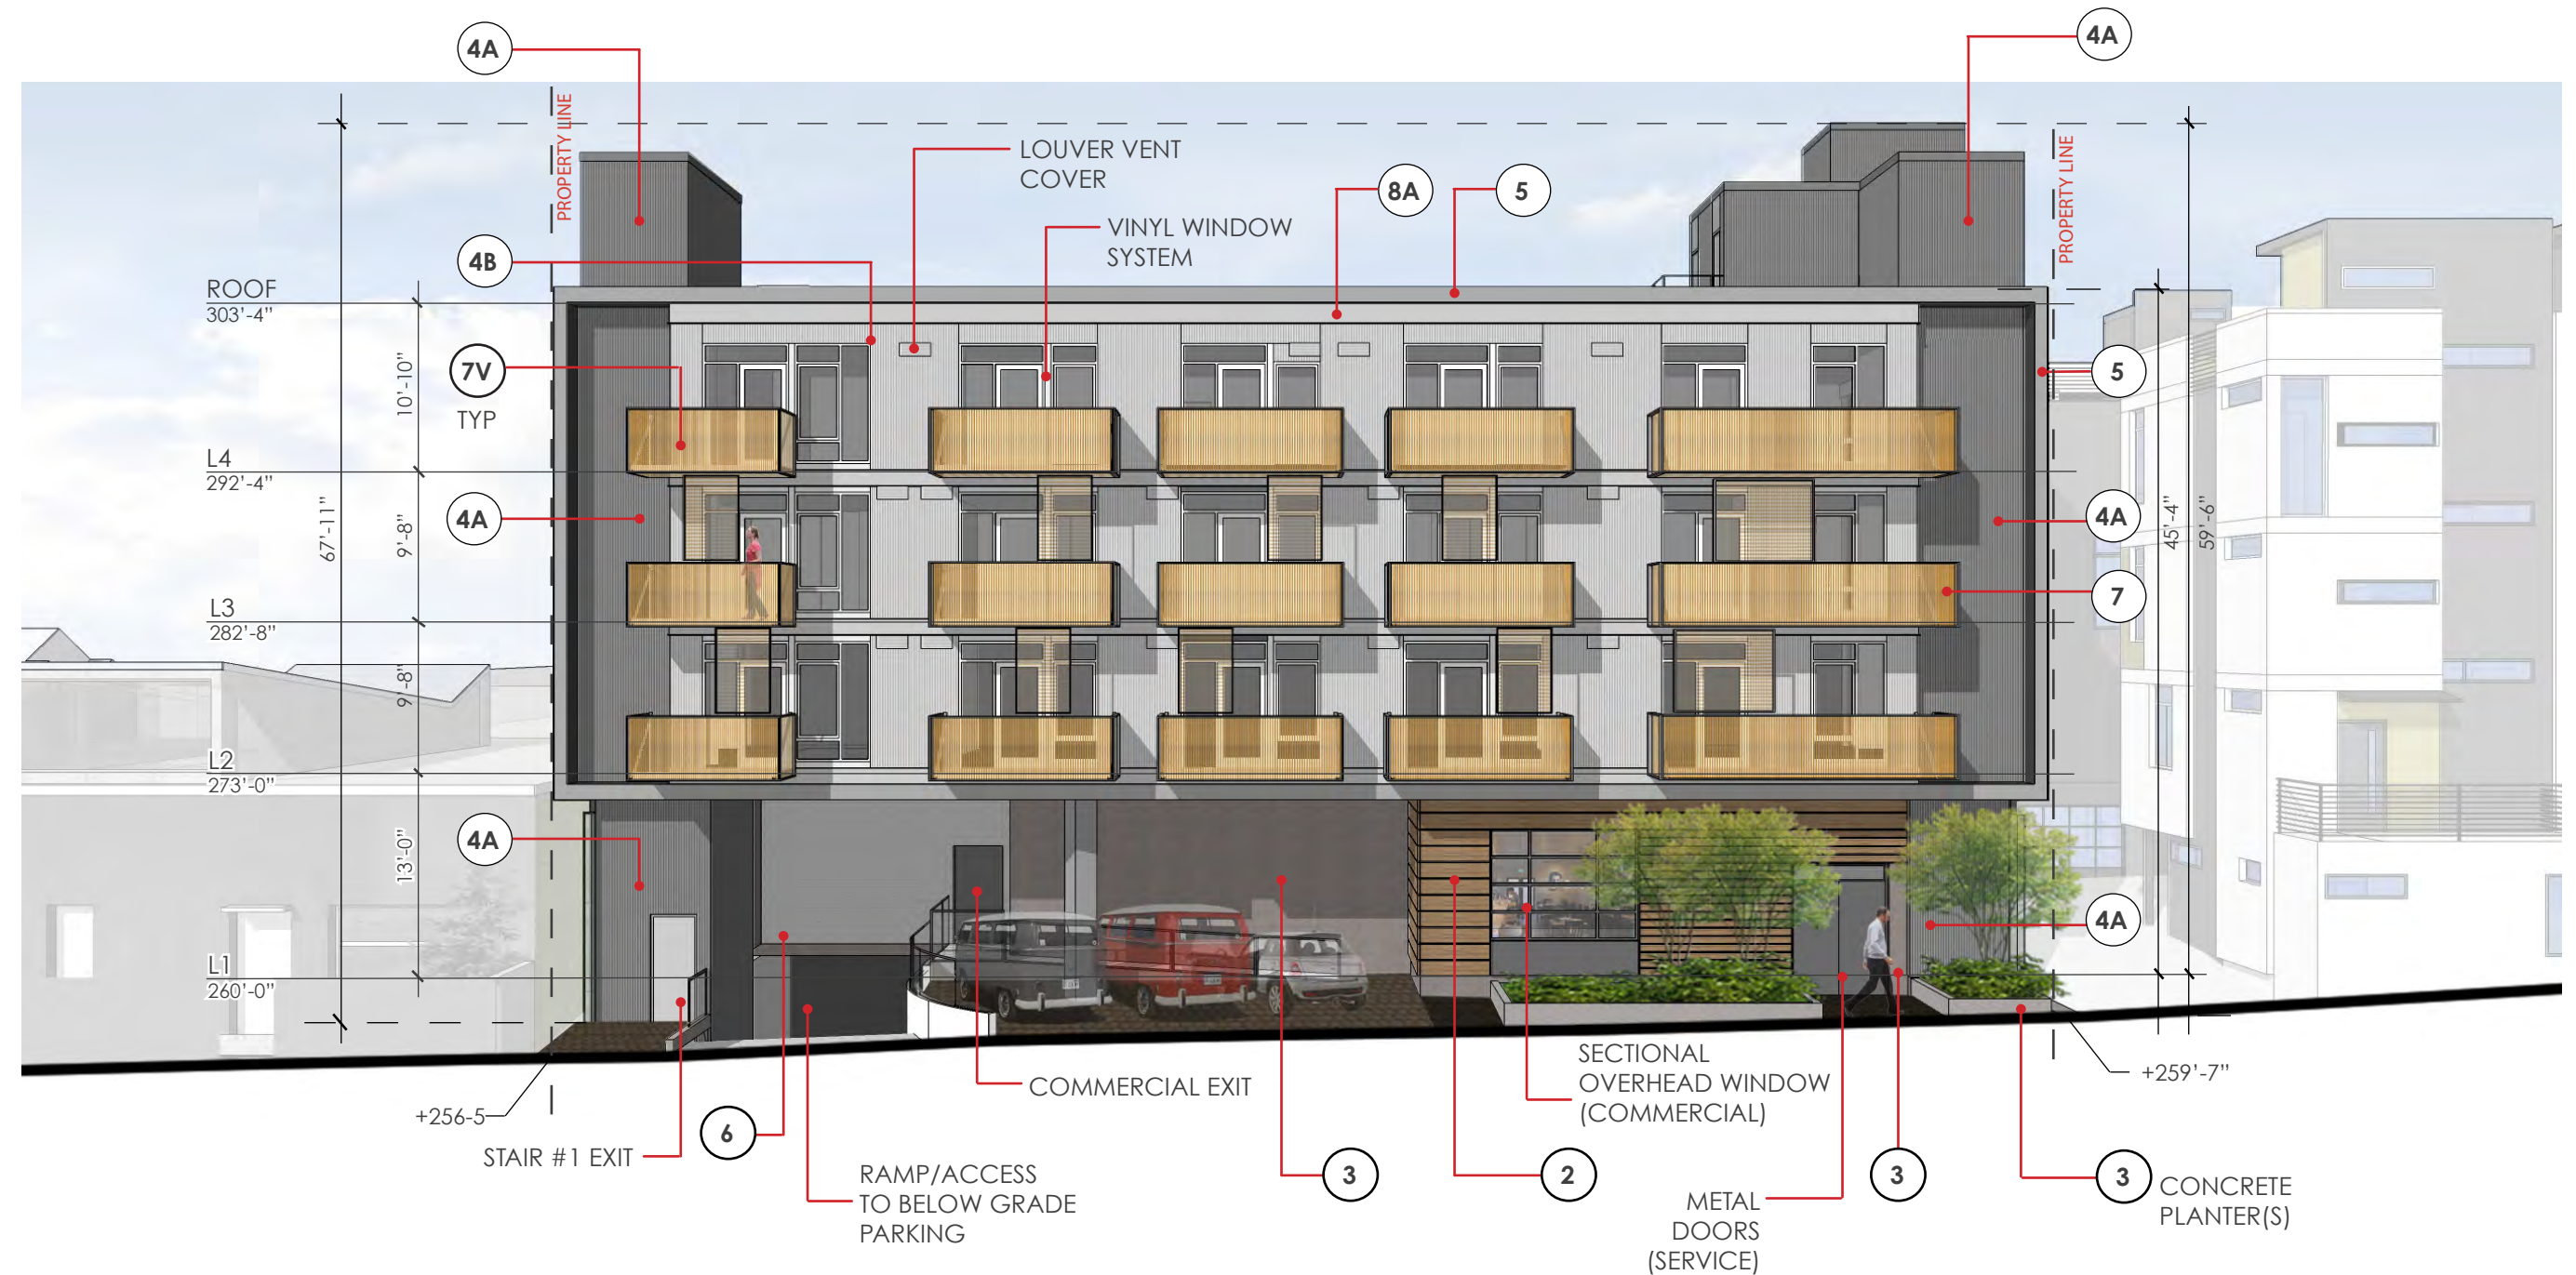 4A
4A
PROPERTY LINE
LOUVER VENT
COVER
8A
5
VINYL WINDOW
SYSTEM
PROPERTY LINE
4B
ROOF
303'-4"
7V
TYP
10'-10"
5
L4
292'-4"
4A
67'-11"
9'-8"
4A
45'-4"
59'-6"
L3
282'-8"
7
9'-8"
L2
273'-0"
4A
13'-0"
4A
L1
260'-0"
SECTIONAL
OVERHEAD WINDOW
(COMMERCIAL)
+259'-7"
COMMERCIAL EXIT
+256-5
STAIR #1 EXIT
6
RAMP/ACCESS
TO BELOW GRADE
PARKING
3
2
METAL
DOORS
(SERVICE)
3
3
CONCRETE
PLANTER(S)